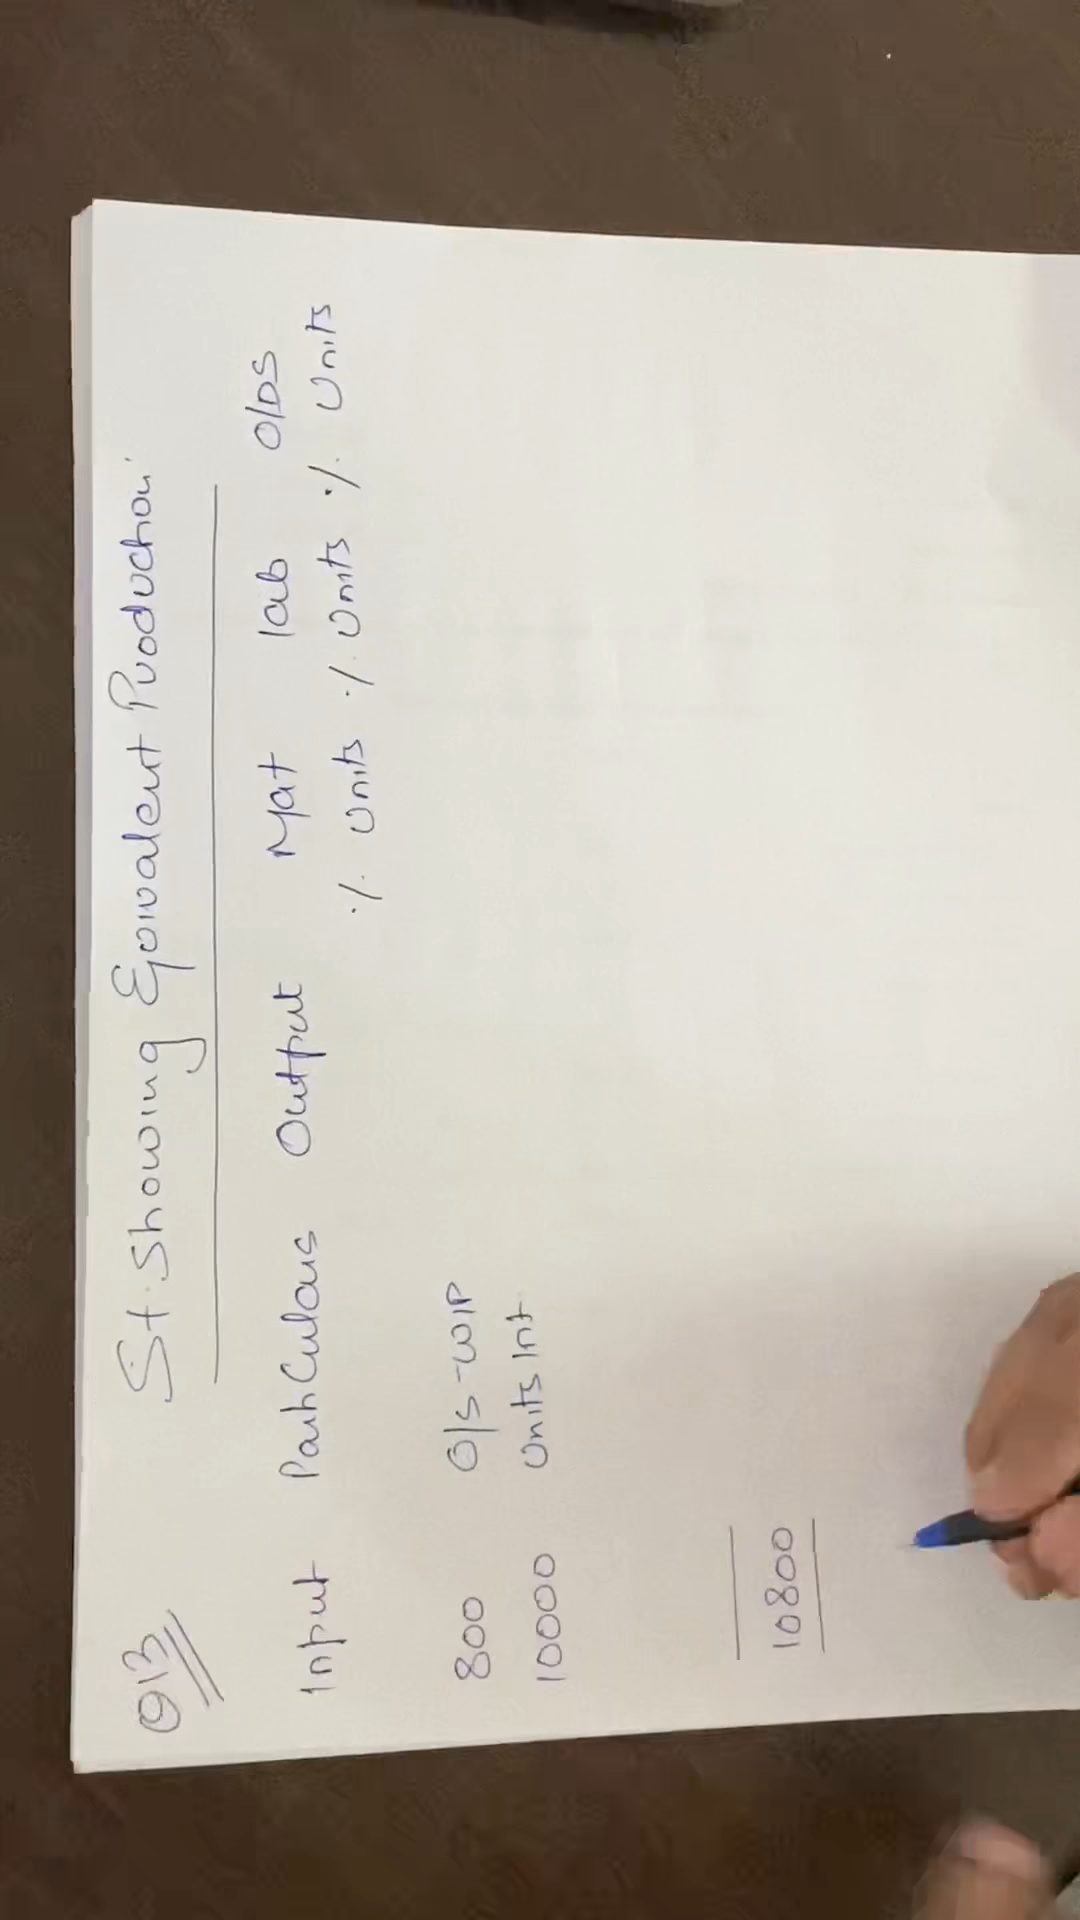 Q13
St. Showing Equivalent Production
Input Particulars Output Mat lab O/DS
% Units % Units % Units
800 O/S-WIP
10000 Units Int.
10800